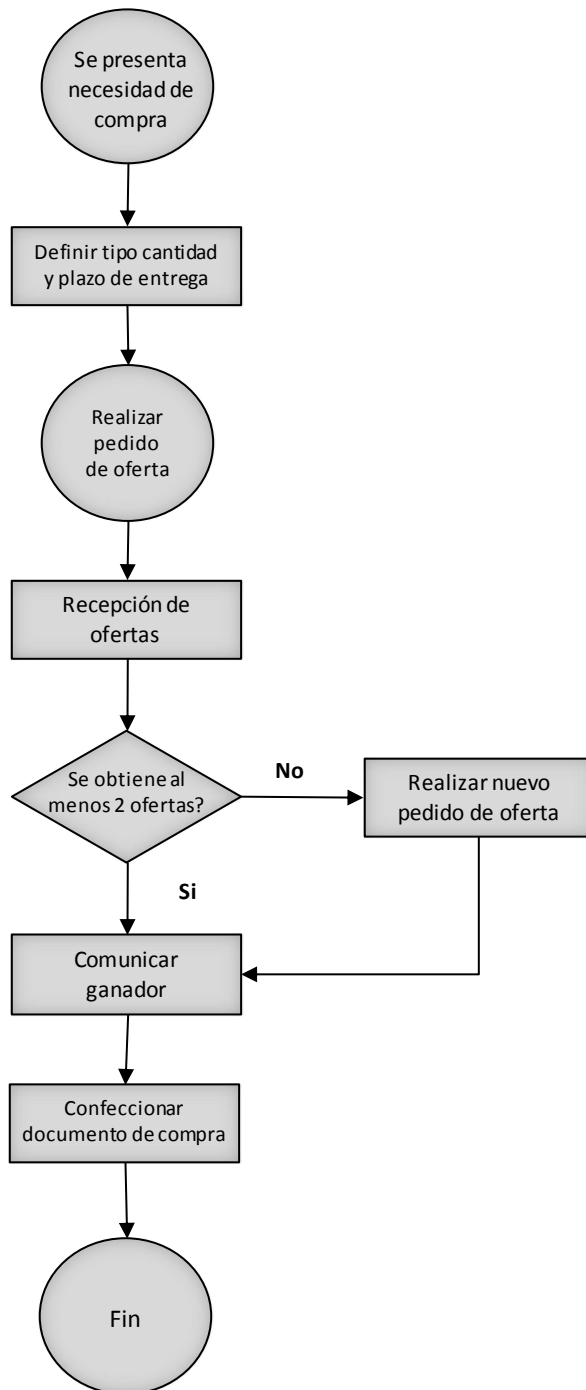 Se presenta
necesidad de
compra
Definir tipo cantidad
y plazo de entrega
Realizar
pedido
de oferta
Recepción de
ofertas
Se obtiene al
menos 2 ofertas?
No
Realizar nuevo
pedido de oferta
Si
Comunicar
ganador
Confeccionar
documento de compra
Fin